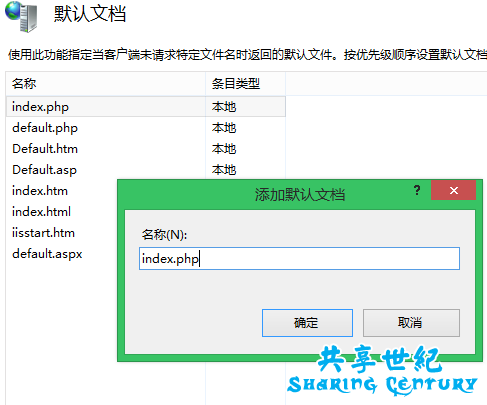 默认文档
使用此功能指定当客户端未请求特定文件名时返回的默认文件。按优先级顺序设置默认文档
名称 条目类型
index.php 本地
default.php 本地
Default.htm 本地
Default.asp 本地
index.htm
index.html
iisstart.htm
default.aspx
添加默认文档 ?
名称(N):
index.php
确定 取消
共享世纪
Sharing Century